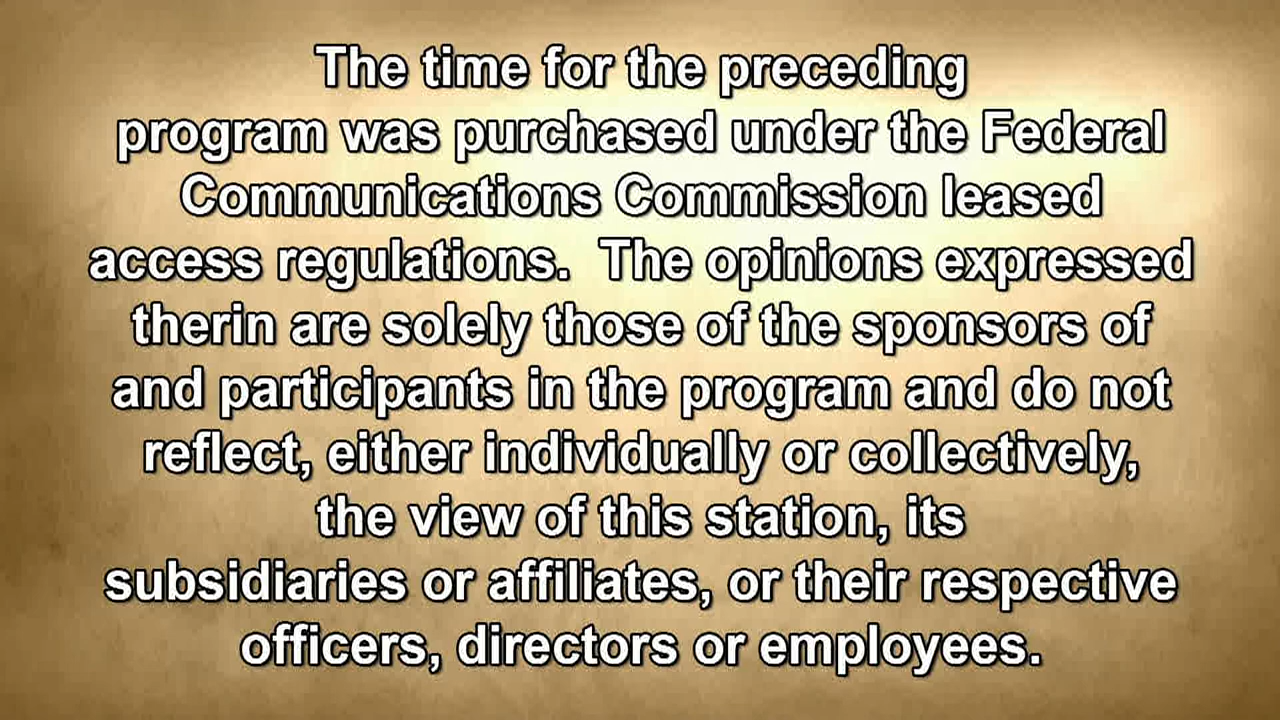 The time for the preceding
program was purchased under the Federal
Communications Commission leased
access regulations.  The opinions expressed
therin are solely those of the sponsors of
and participants in the program and do not
reflect, either individually or collectively,
the view of this station, its
subsidiaries or affiliates, or their respective
officers, directors or employees.